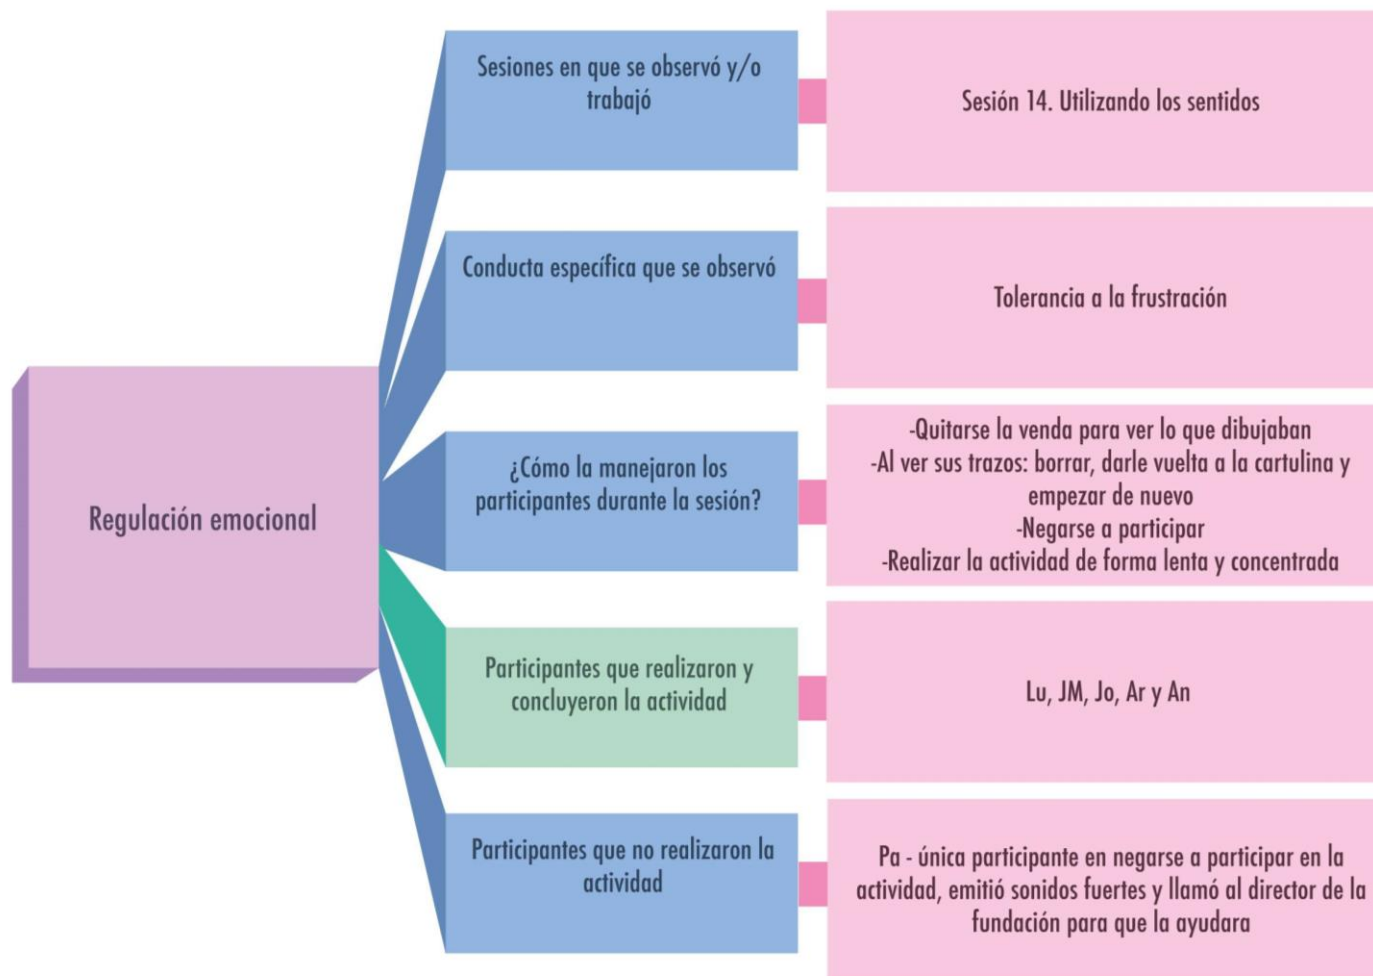 Regulación emocional
Sesiones en que se observó y/o
trabajó
Sesión 14. Utilizando los sentidos
Conducta específica que se observó
Tolerancia a la frustración
¿Cómo la manejaron los
participantes durante la sesión?
-Quitarse la venda para ver lo que dibujaban
-Al ver sus trazos: borrar, darle vuelta a la cartulina y
empezar de nuevo
-Negarse a participar
-Realizar la actividad de forma lenta y concentrada
Participantes que realizaron y
concluyeron la actividad
Lu, JM, Jo, Ar y An
Participantes que no realizaron la
actividad
Pa - única participante en negarse a participar en la
actividad, emitió sonidos fuertes y llamó al director de la
fundación para que la ayudara